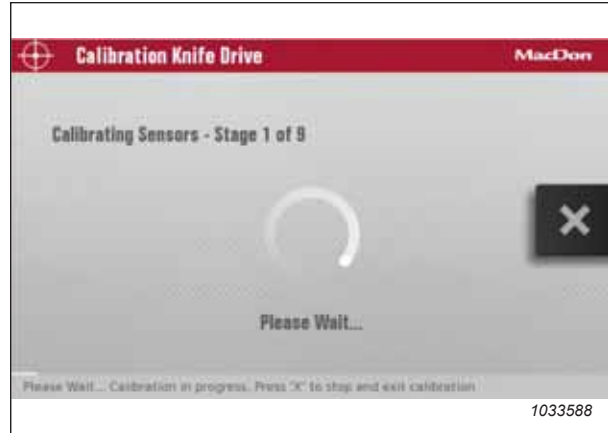 Calibration Knife Drive
MacDon
Calibrating Sensors - Stage 1 of 9
Please Wait...
Please Wait... Calibration in progress. Press "X" to stop and exit calibration
1033588